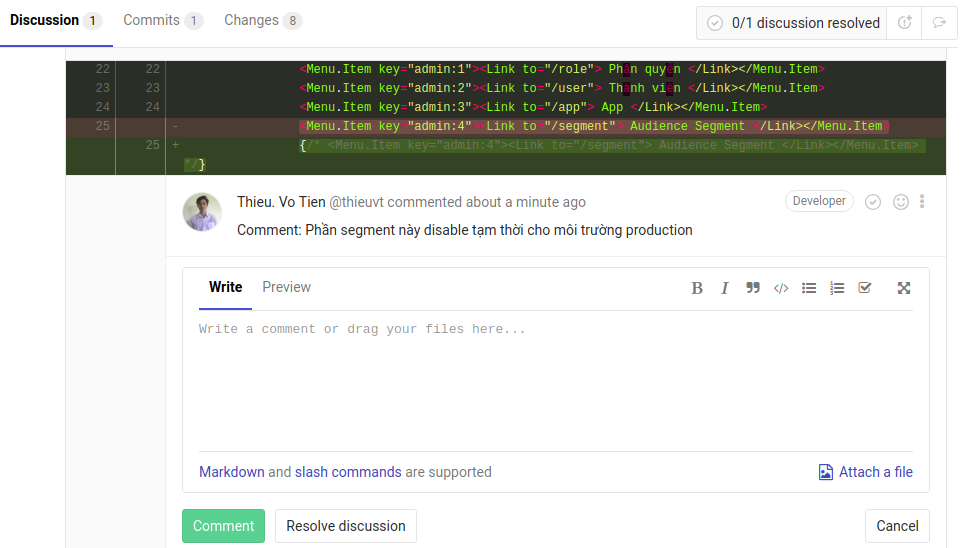 Discussion 1 Commits 1 Changes 8 0/1 discussion resolved
22 22 <Menu.Item key="admin:1"><Link to="/role"> Phân quyền </Link></Menu.Item>
23 23 <Menu.Item key="admin:2"><Link to="/user"> Thành viên </Link></Menu.Item>
24 24 <Menu.Item key="admin:3"><Link to="/app"> App </Link></Menu.Item>
25 - <Menu.Item key="admin:4"><Link to="/segment"> Audience Segment </Link></Menu.Item>
25 + {/* <Menu.Item key="admin:4"><Link to="/segment"> Audience Segment </Link></Menu.Item>
*/}
Thieu. Vo Tien @thieuvt commented about a minute ago Developer
Comment: Phần segment này disable tạm thời cho môi trường production
Write Preview
Write a comment or drag your files here...
Markdown and slash commands are supported Attach a file
Comment Resolve discussion Cancel